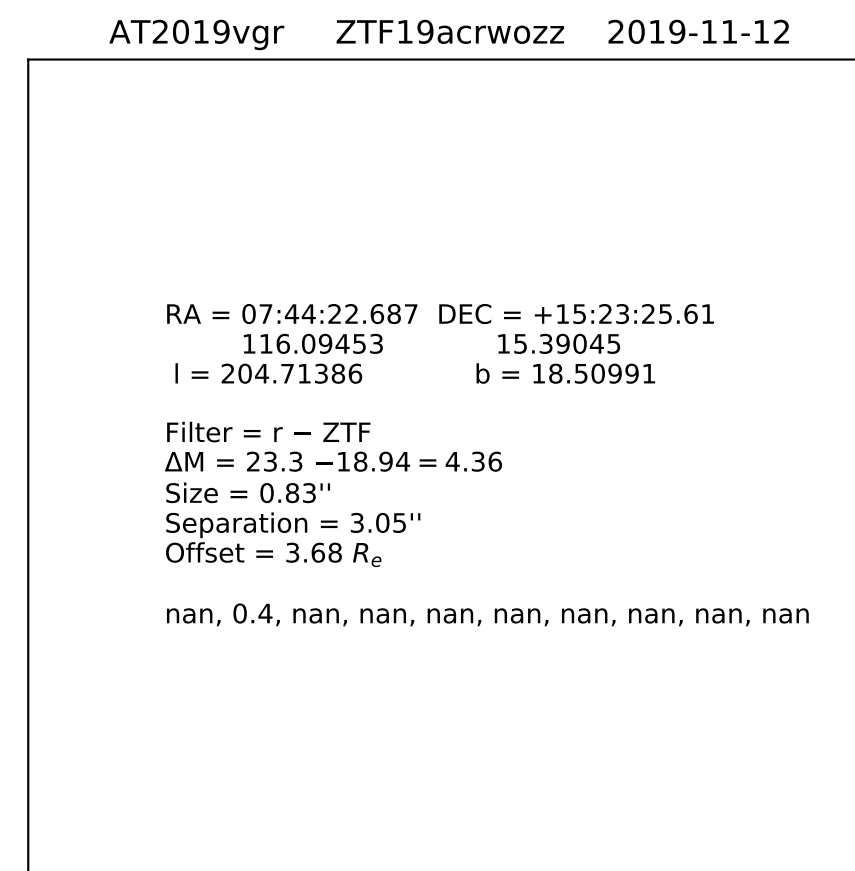 AT2019vgr ZTF19acrwozz 2019-11-12
RA = 07:44:22.687 DEC = +15:23:25.61
116.09453 15.39045
l = 204.71386 b = 18.50991
Filter = r − ZTF
ΔM = 23.3 −18.94 = 4.36
Size = 0.83''
Separation = 3.05''
Offset = 3.68 Re
nan, 0.4, nan, nan, nan, nan, nan, nan, nan, nan